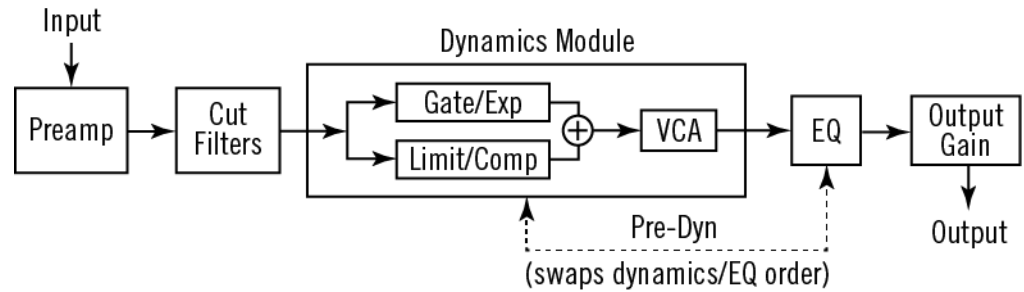 Input
Dynamics Module
Preamp
Cut
Filters
Gate/Exp
Limit/Comp
VCA
EQ
Output
Gain
Output
Pre-Dyn
(swaps dynamics/EQ order)